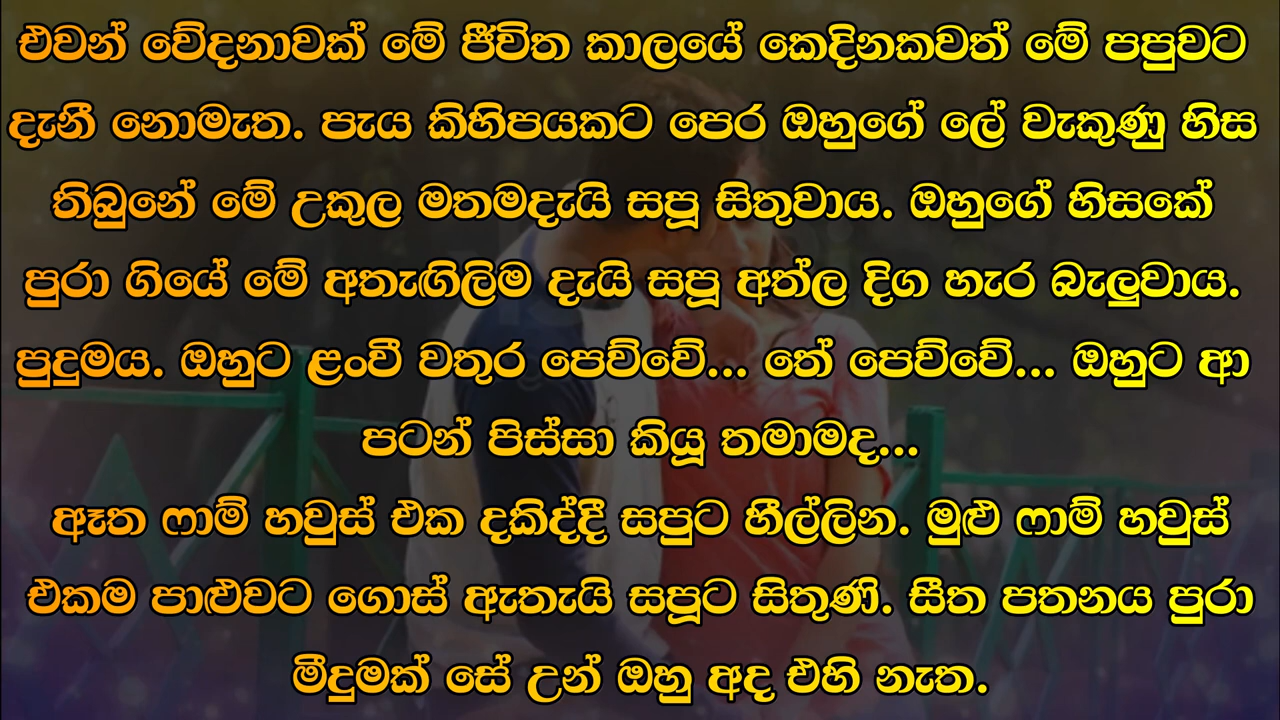 එවන් වේදනාවක් මේ ජීවිත කාලයේ කෙදිනකවත් මේ පපුවට
දැනී නොමැත. පැය කිහිපයකට පෙර ඔහුගේ ලේ වැකුණු හිස
තිබුනේ මේ උකුල මතමදැයි සපූ සිතුවාය. ඔහුගේ හිසකේ
පුරා ගියේ මේ අතැඟිලිම දැයි සපූ අත්ල දිග හැර බැලුවාය.
පුදුමය. ඔහුට ළංවී වතුර පෙව්වේ... තේ පෙව්වේ... ඔහුට ආ
පටන් පිස්සා කියූ තමාමද...
ඈත ෆාම් හවුස් එක දකිද්දී සපුට හීල්ලින. මුළු ෆාම් හවුස්
එකම පාළුවට ගොස් ඇතැයි සපූට සිතුණි. සීත පතනය පුරා
මීදුමක් සේ උන් ඔහු අද එහි නැත.